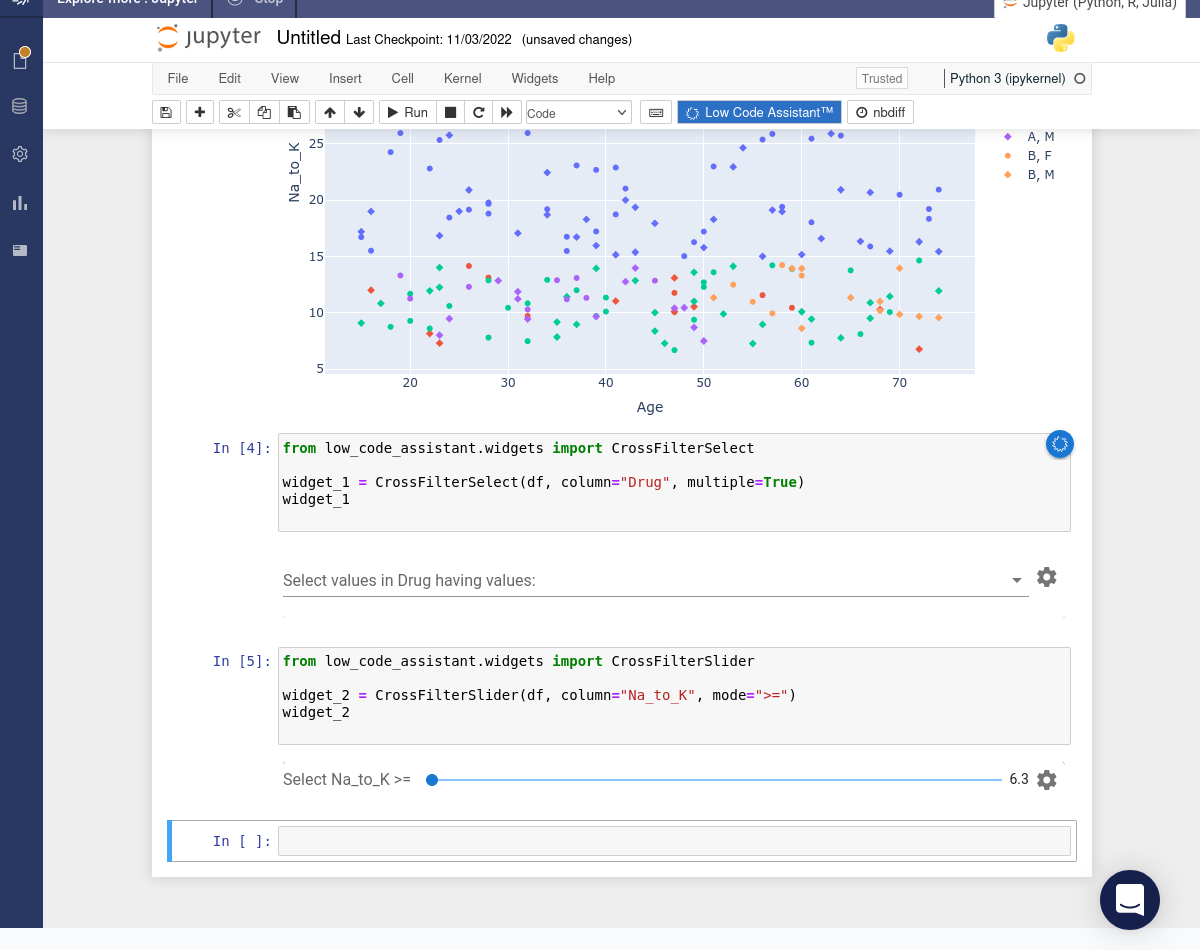 Explore more : Jupyter
Stop
Jupyter (Python, R, Julia)
jupyter Untitled Last Checkpoint: 11/03/2022 (unsaved changes)
File Edit View Insert Cell Kernel Widgets Help Trusted Python 3 (ipykernel)
Run Code Low Code Assistant™ nbdiff
A, M
B, F
B, M
Na_to_K
25
20
15
10
5
20 30 40 50 60 70
Age
In [4]:
from low_code_assistant.widgets import CrossFilterSelect
widget_1 = CrossFilterSelect(df, column="Drug", multiple=True)
widget_1
Select values in Drug having values:
In [5]:
from low_code_assistant.widgets import CrossFilterSlider
widget_2 = CrossFilterSlider(df, column="Na_to_K", mode=">=")
widget_2
Select Na_to_K >= 6.3
In [ ]: